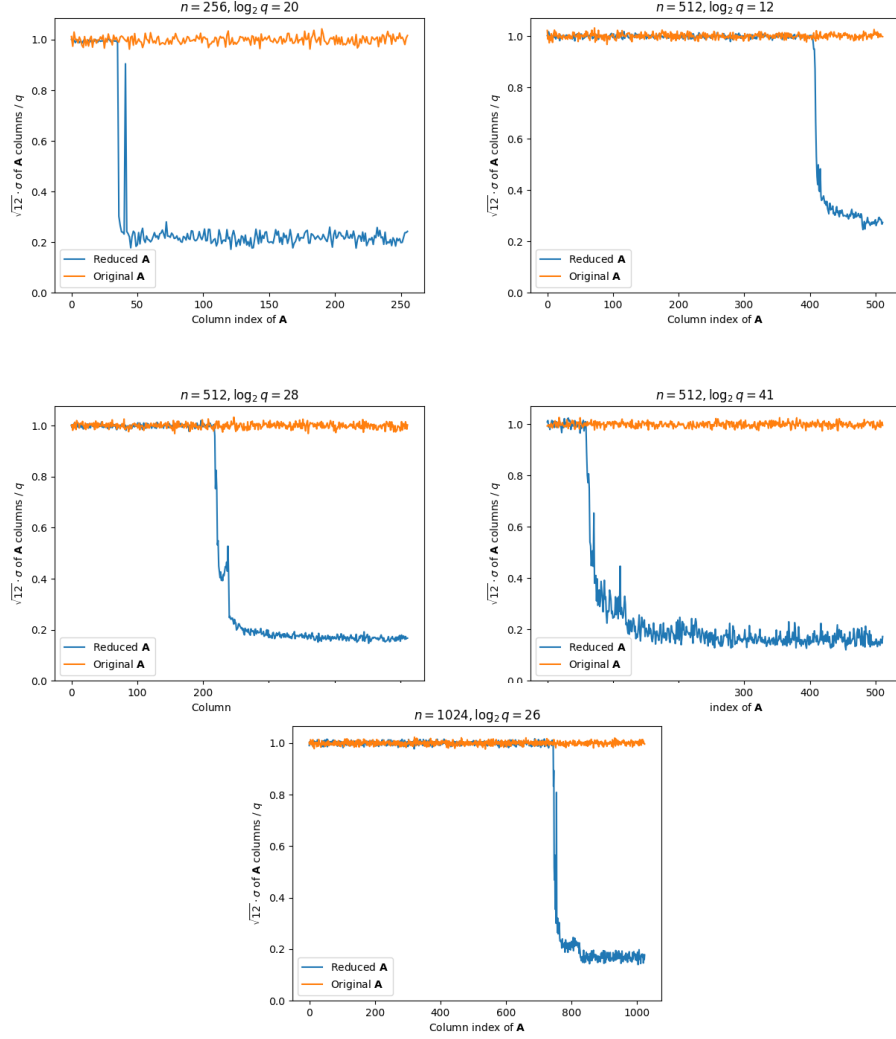 n = 256, log₂ q = 20
√12 · σ of A columns / q
1.0
0.8
0.6
0.4
0.2
0.0
Reduced A
Original A
0 50 100 150 200 250
Column index of A
n = 512, log₂ q = 12
√12 · σ of A columns / q
1.0
0.8
0.6
0.4
0.2
0.0
Reduced A
Original A
0 100 200 300 400 500
Column index of A
n = 512, log₂ q = 28
√12 · σ of A columns / q
1.0
0.8
0.6
0.4
0.2
0.0
Reduced A
Original A
0 100 200
Column
n = 512, log₂ q = 41
√12 · σ of A columns / q
1.0
0.8
0.6
0.4
0.2
0.0
Reduced A
Original A
300 400 500
index of A
n = 1024, log₂ q = 26
√12 · σ of A columns / q
1.0
0.8
0.6
0.4
0.2
0.0
Reduced A
Original A
0 200 400 600 800 1000
Column index of A